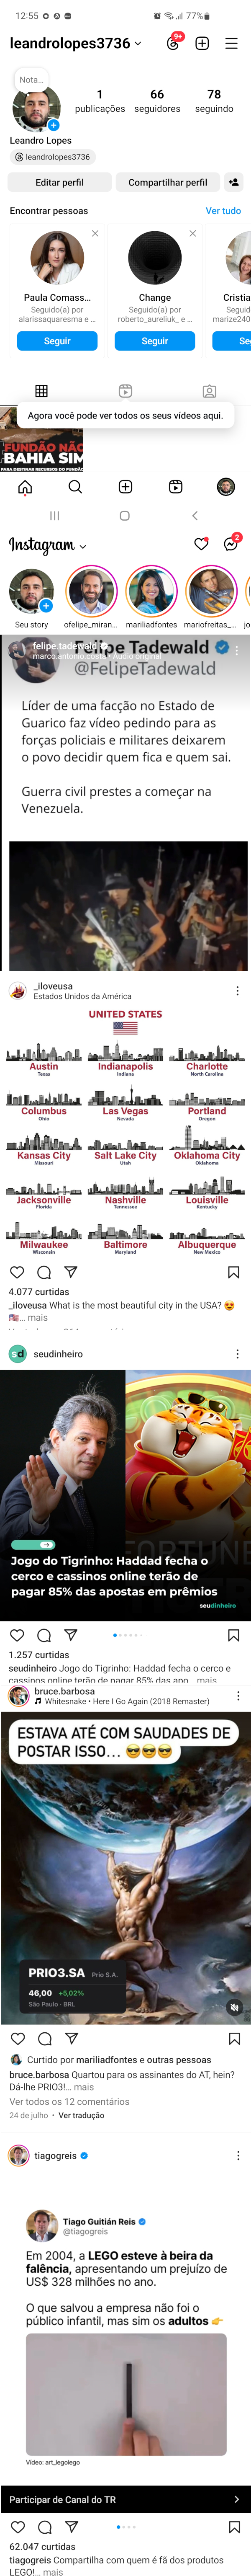 12:55
77%
leandrolopes3736
9+
Nota...
1
publicações
66
seguidores
78
seguindo
Leandro Lopes
leandrolopes3736
Editar perfil
Compartilhar perfil
Encontrar pessoas
Ver tudo
Paula Comass...
Seguido(a) por
alarissaquaresma e ...
Seguir
Change
Seguido(a) por
roberto_aureliuk_ e ...
Seguir
Cristia
Seguid
marize240
Se
FUNDÃO NÃO
BAHIA SIM
PARA DESTINAR RECURSOS DO FUNDÃO
Agora você pode ver todos os seus vídeos aqui.
Instagram
2
Seu story
ofelipe_miran...
mariliadfontes
mariofreitas_...
jo
felipe.tadewald
Felipe Tadewald
@FelipeTadewald
Líder de uma facção no Estado de
Guarico faz vídeo pedindo para as
forças policiais e militares deixarem
o povo decidir quem fica e quem sai.
Guerra civil prestes a começar na
Venezuela.
_iloveusa
Estados Unidos da América
UNITED STATES
Austin
Texas
Indianapolis
Indiana
Charlotte
North Carolina
Columbus
Ohio
Las Vegas
Nevada
Portland
Oregon
Kansas City
Missouri
Salt Lake City
Utah
Oklahoma City
Oklahoma
Jacksonville
Florida
Nashville
Tennessee
Louisville
Kentucky
Milwaukee
Wisconsin
Baltimore
Maryland
Albuquerque
New Mexico
4.077 curtidas
_iloveusa What is the most beautiful city in the USA? 😍
🇺🇸... mais
sd
seudinheiro
FORTUNE
Jogo do Tigrinho: Haddad fecha o
cerco e cassinos online terão de
pagar 85% das apostas em prêmios
seudinheiro
1.257 curtidas
seudinheiro Jogo do Tigrinho: Haddad fecha o cerco e
cassinos online terão de pagar 85% das apo... mais
bruce.barbosa
Whitesnake • Here I Go Again (2018 Remaster)
ESTAVA ATÉ COM SAUDADES DE
POSTAR ISSO... 😎😎😎
PRIO3.SA Prio S.A.
46,00 +5,02%
São Paulo - BRL
Curtido por mariliadfontes e outras pessoas
bruce.barbosa Quartou para os assinantes do AT, hein?
Dá-lhe PRIO3!... mais
Ver todos os 12 comentários
24 de julho • Ver tradução
tiagogreis
Tiago Guitián Reis
@tiagogreis
Em 2004, a LEGO esteve à beira da
falência, apresentando um prejuízo de
US$ 328 milhões no ano.
O que salvou a empresa não foi o
público infantil, mas sim os adultos 👉
Vídeo: art_legolego
Participar de Canal do TR
62.047 curtidas
tiagogreis Compartilha com quem é fã dos produtos
LEGO!... mais